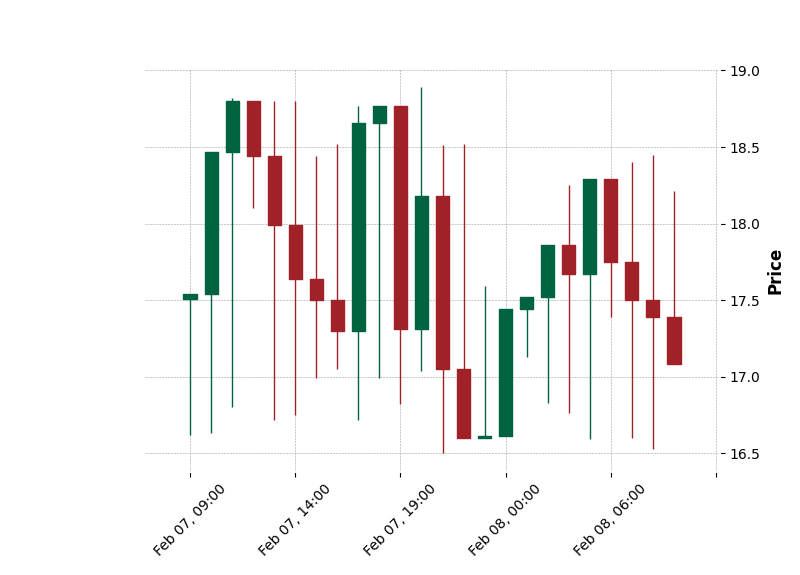 19.0
18.5
18.0
17.5
17.0
16.5
Price
Feb 07, 09:00
Feb 07, 14:00
Feb 07, 19:00
Feb 08, 00:00
Feb 08, 06:00